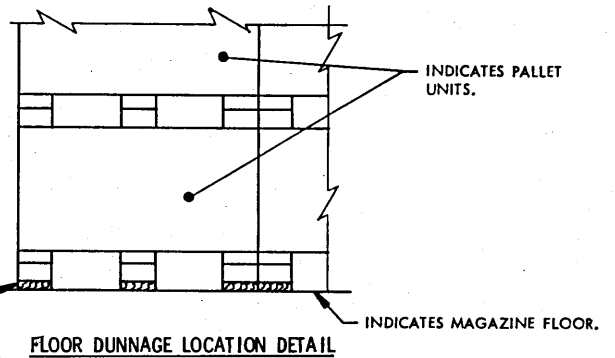 INDICATES PALLET
UNITS.
INDICATES MAGAZINE FLOOR.
FLOOR DUNNAGE LOCATION DETAIL